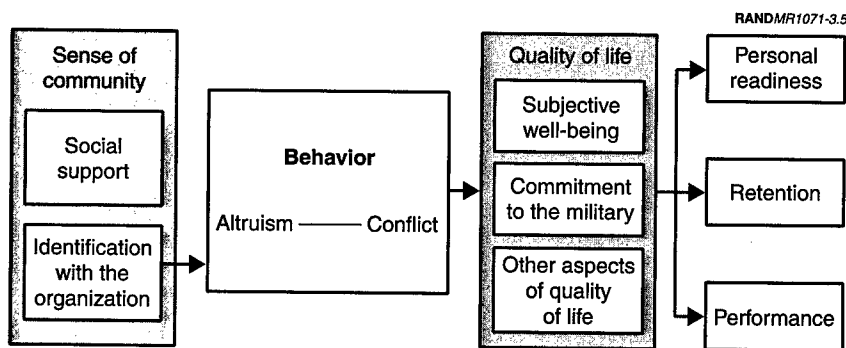 RANDMR1071-3.5
Sense of
community
Social
support
Identification
with the
organization
Behavior
Altruism —— Conflict
Quality of life
Subjective
well-being
Commitment
to the military
Other aspects
of quality
of life
Personal
readiness
Retention
Performance